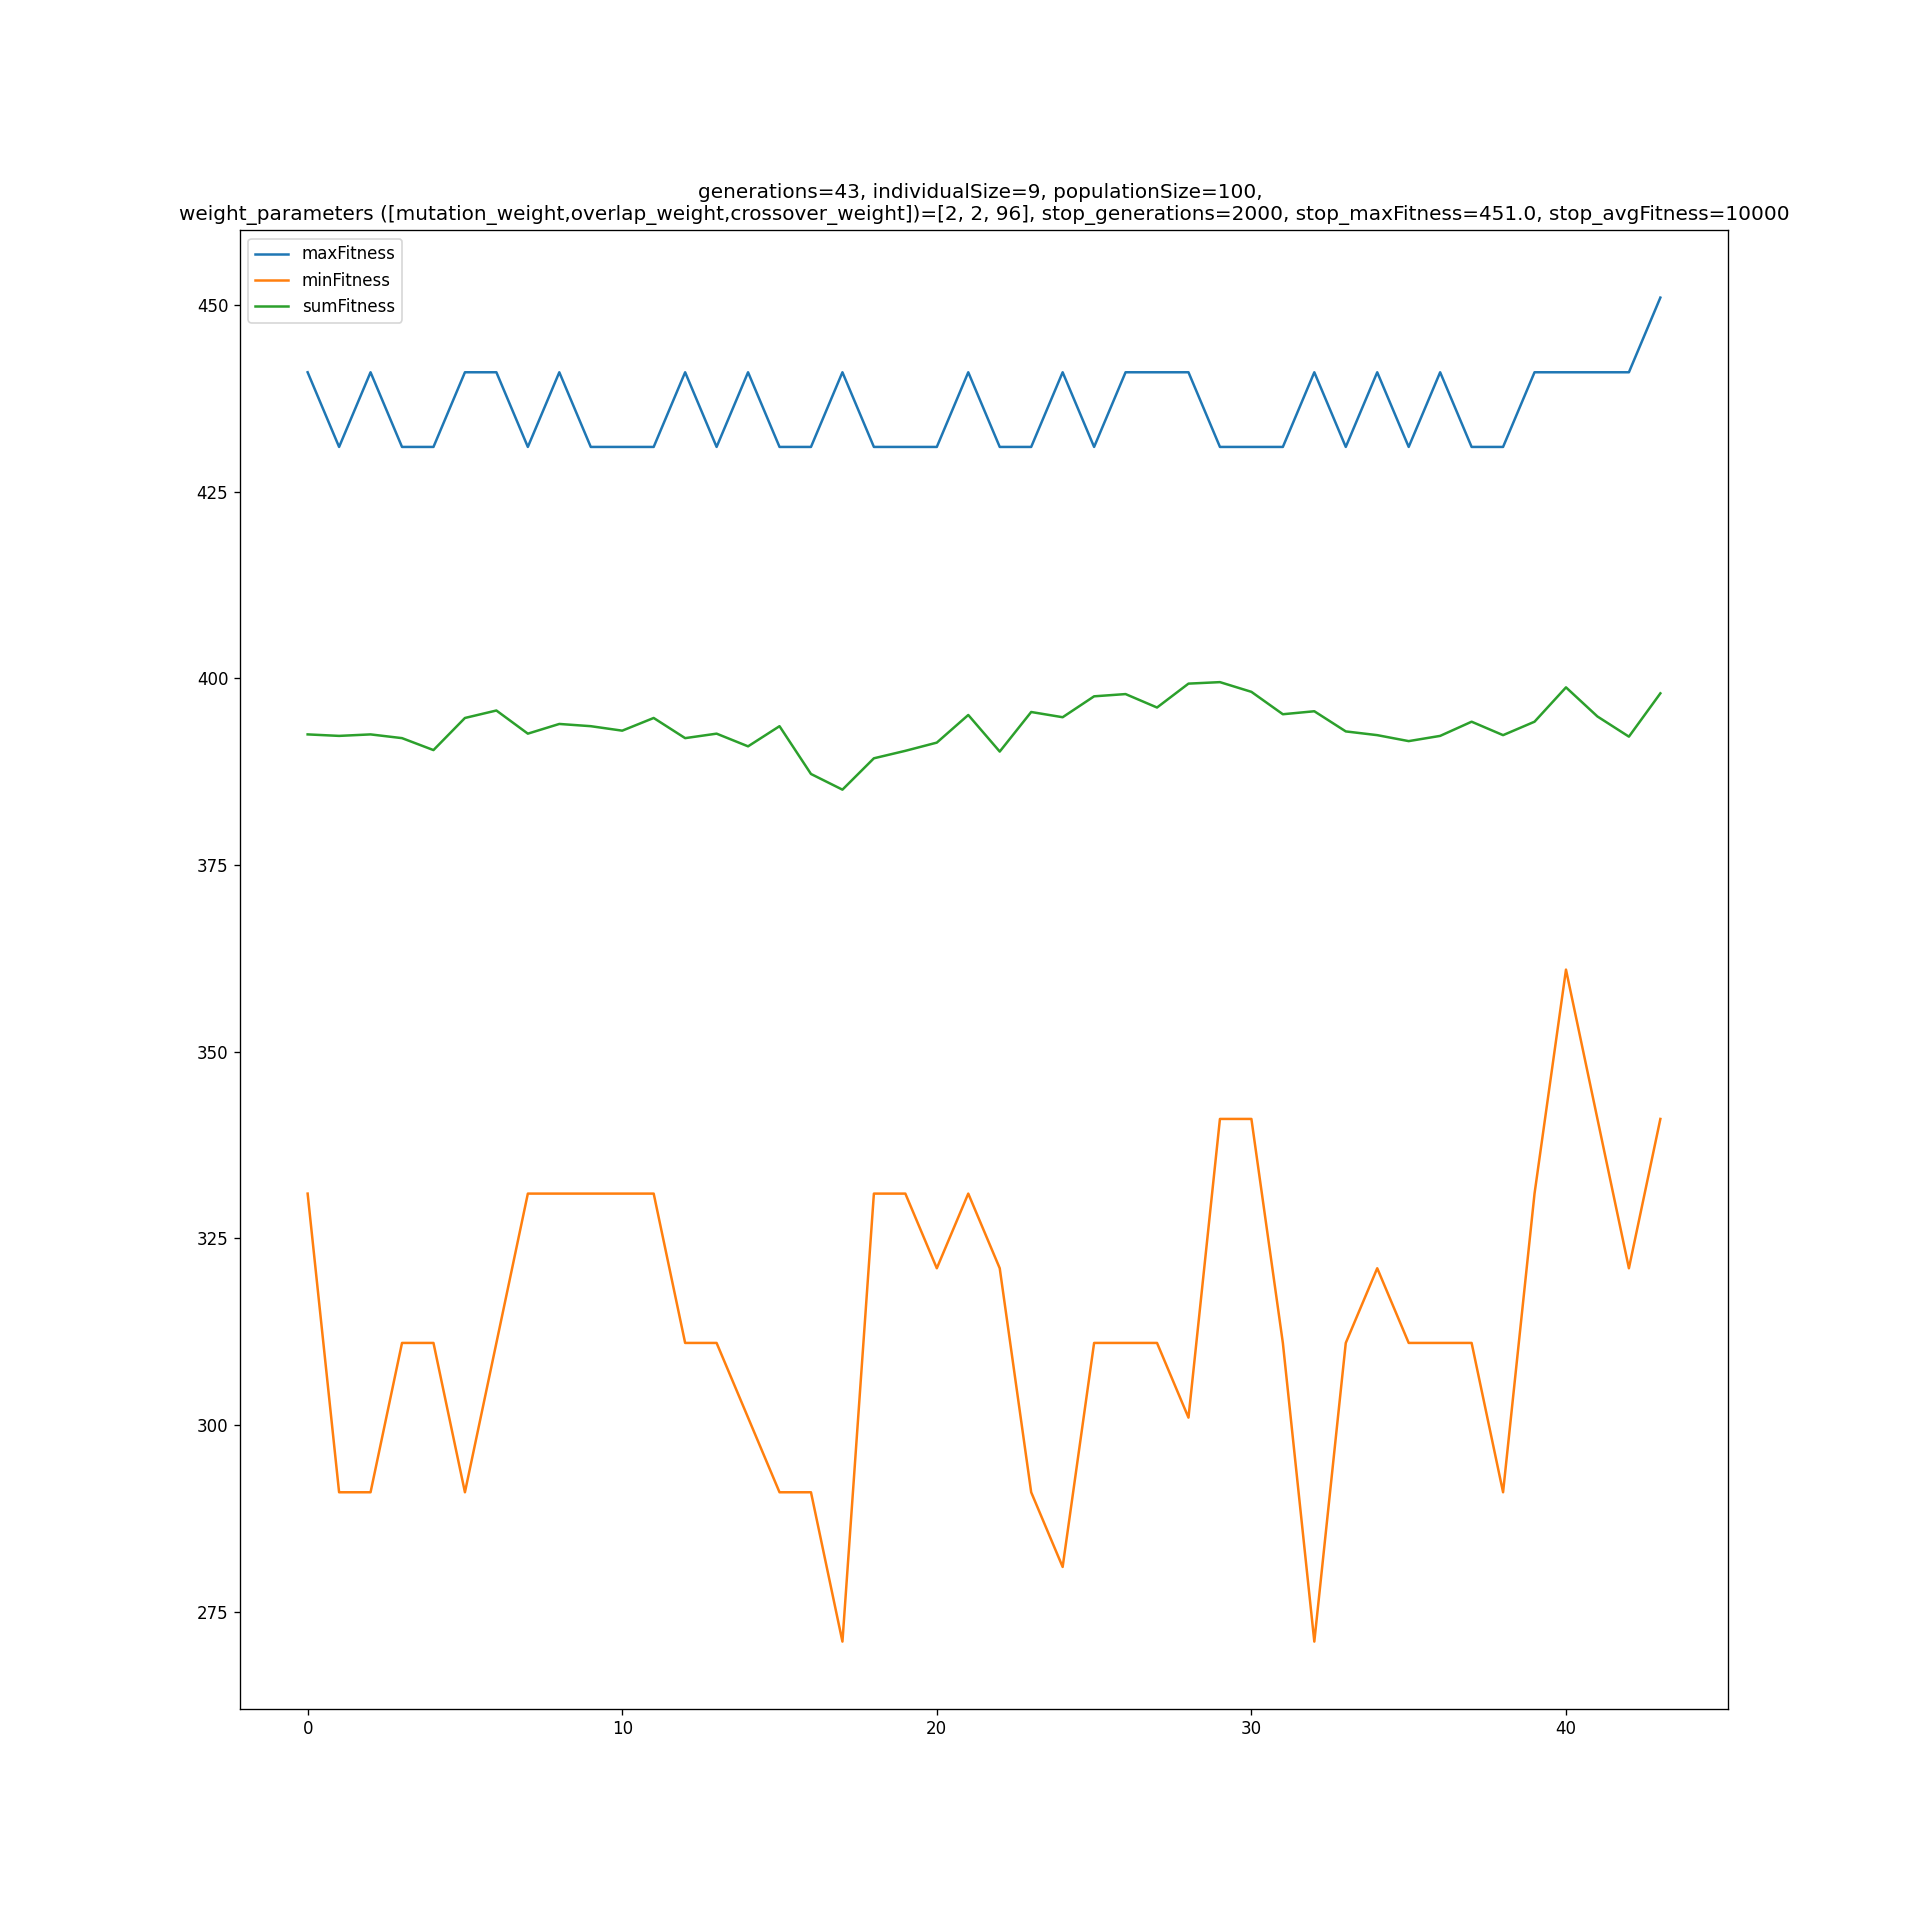 generations=43, individualSize=9, populationSize=100,
weight_parameters ([mutation_weight,overlap_weight,crossover_weight])=[2, 2, 96], stop_generations=2000, stop_maxFitness=451.0, stop_avgFitness=10000
maxFitness
minFitness
sumFitness
450
425
400
375
350
325
300
275
0 10 20 30 40